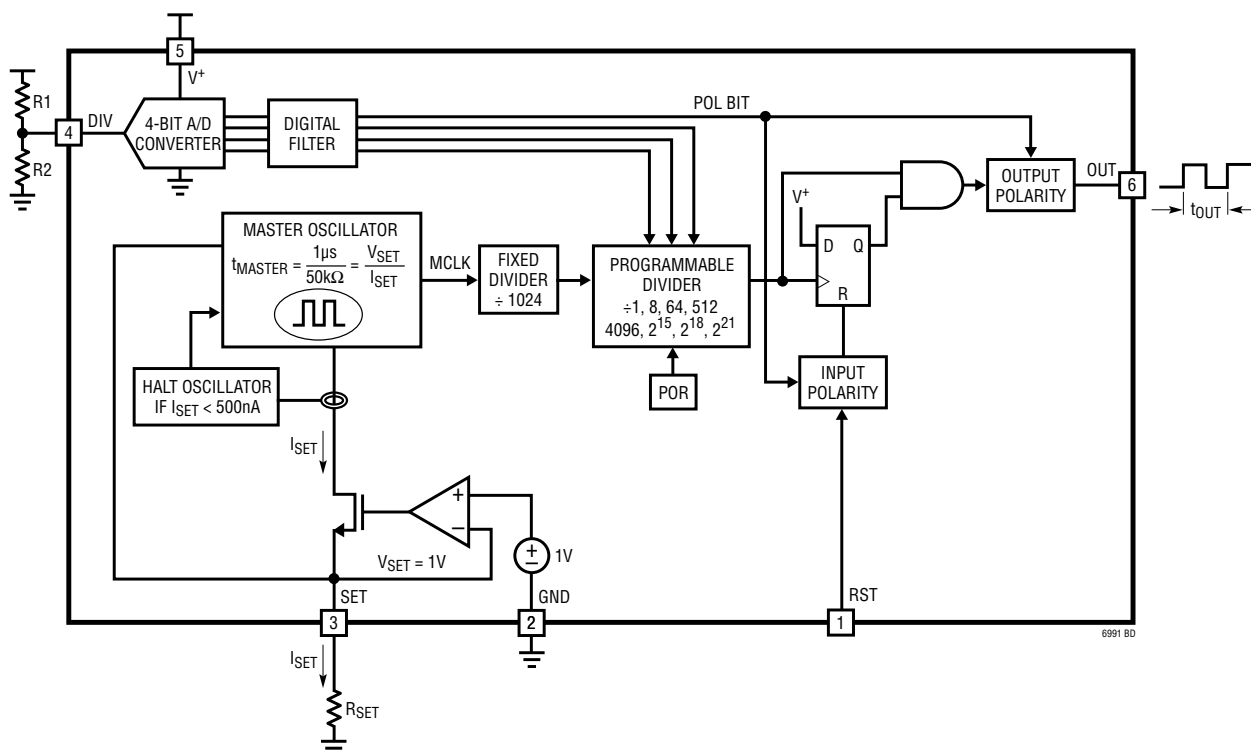 5
V+
R1
DIV
4
R2
4-BIT A/D
CONVERTER
DIGITAL
FILTER
POL BIT
OUTPUT
POLARITY
OUT
6
tOUT
MASTER OSCILLATOR
tMASTER = 1µs / 50kΩ = VSET / ISET
MCLK
FIXED
DIVIDER
÷ 1024
PROGRAMMABLE
DIVIDER
÷1, 8, 64, 512
4096, 2^15, 2^18, 2^21
V+
D Q
R
HALT OSCILLATOR
IF ISET < 500nA
POR
INPUT
POLARITY
ISET
+
–
VSET = 1V
+
–
1V
SET
GND
RST
3
2
1
6991 BD
ISET
RSET